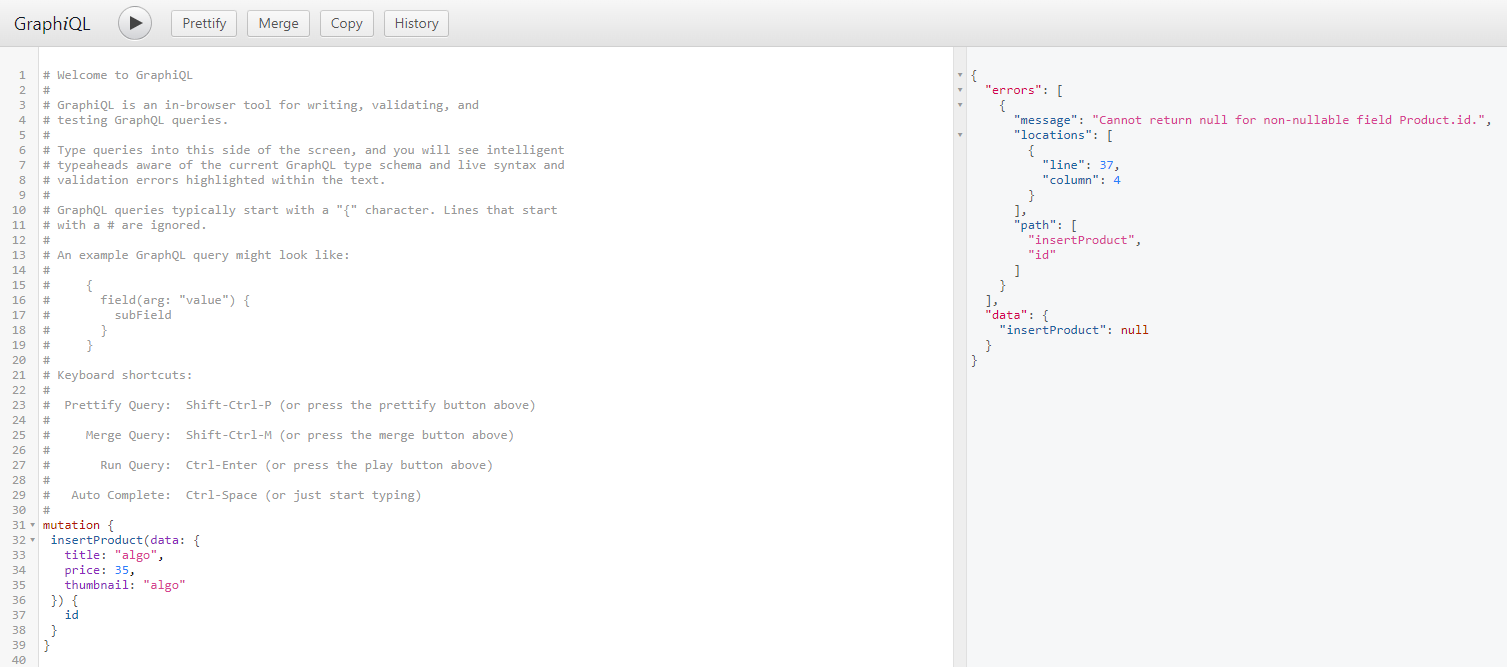 GraphiQL Prettify Merge Copy History
1 # Welcome to GraphiQL
2 #
3 # GraphiQL is an in-browser tool for writing, validating, and
4 # testing GraphQL queries.
5 #
6 # Type queries into this side of the screen, and you will see intelligent
7 # typeaheads aware of the current GraphQL type schema and live syntax and
8 # validation errors highlighted within the text.
9 #
10 # GraphQL queries typically start with a "{" character. Lines that start
11 # with a # are ignored.
12 #
13 # An example GraphQL query might look like:
14 #
15 #     {
16 #       field(arg: "value") {
17 #         subField
18 #       }
19 #     }
20 #
21 # Keyboard shortcuts:
22 #
23 #  Prettify Query:  Shift-Ctrl-P (or press the prettify button above)
24 #
25 #     Merge Query:  Shift-Ctrl-M (or press the merge button above)
26 #
27 #       Run Query:  Ctrl-Enter (or press the play button above)
28 #
29 #   Auto Complete:  Ctrl-Space (or just start typing)
30 #
31 mutation {
32  insertProduct(data: {
33    title: "algo",
34    price: 35,
35    thumbnail: "algo"
36  }) {
37    id
38  }
39 }
40
{
  "errors": [
    {
      "message": "Cannot return null for non-nullable field Product.id.",
      "locations": [
        {
          "line": 37,
          "column": 4
        }
      ],
      "path": [
        "insertProduct",
        "id"
      ]
    }
  ],
  "data": {
    "insertProduct": null
  }
}